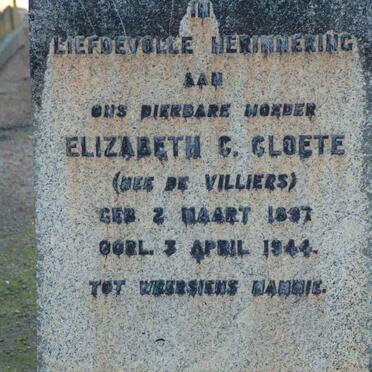 IN
LIEFDEVOLLE HERINNERING
AAN
ONS DIERBARE MOEDER
ELIZABETH C. CLOETE
(NEE DE VILLIERS)
GEB. 2 MAART 1897
OORL. 3 APRIL 1944.
TOT WEERSIENS MAMMIE.